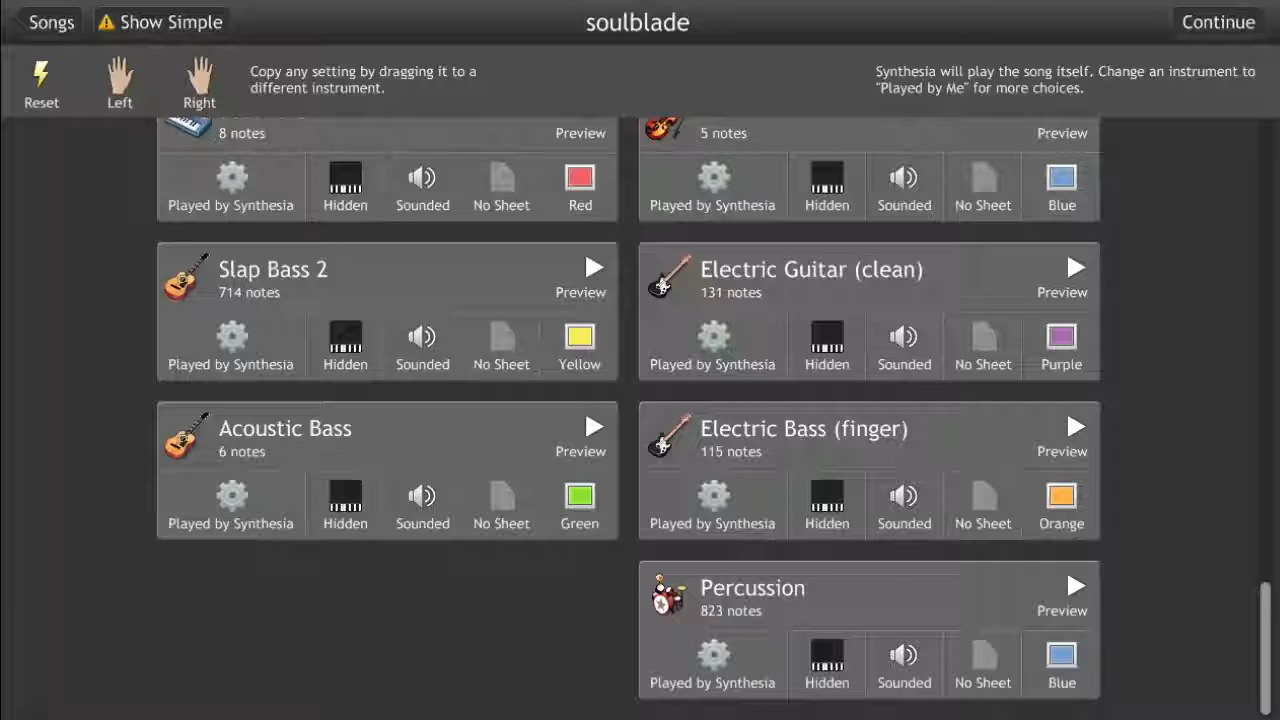 Songs
Show Simple
soulblade
Continue
Reset
Left
Right
Copy any setting by dragging it to a
different instrument.
Synthesia will play the song itself. Change an instrument to
"Played by Me" for more choices.
8 notes
Preview
Played by Synthesia
Hidden
Sounded
No Sheet
Red
5 notes
Preview
Played by Synthesia
Hidden
Sounded
No Sheet
Blue
Slap Bass 2
714 notes
Preview
Played by Synthesia
Hidden
Sounded
No Sheet
Yellow
Electric Guitar (clean)
131 notes
Preview
Played by Synthesia
Hidden
Sounded
No Sheet
Purple
Acoustic Bass
6 notes
Preview
Played by Synthesia
Hidden
Sounded
No Sheet
Green
Electric Bass (finger)
115 notes
Preview
Played by Synthesia
Hidden
Sounded
No Sheet
Orange
Percussion
823 notes
Preview
Played by Synthesia
Hidden
Sounded
No Sheet
Blue